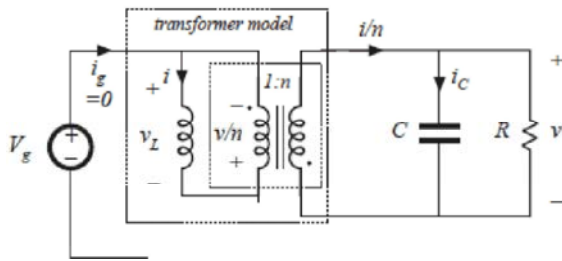 transformer model
i_g
=0
i
1:n
i/n
V_g
+
−
+
v_L
−
−
v/n
+
i_C
C
R
+
v
−